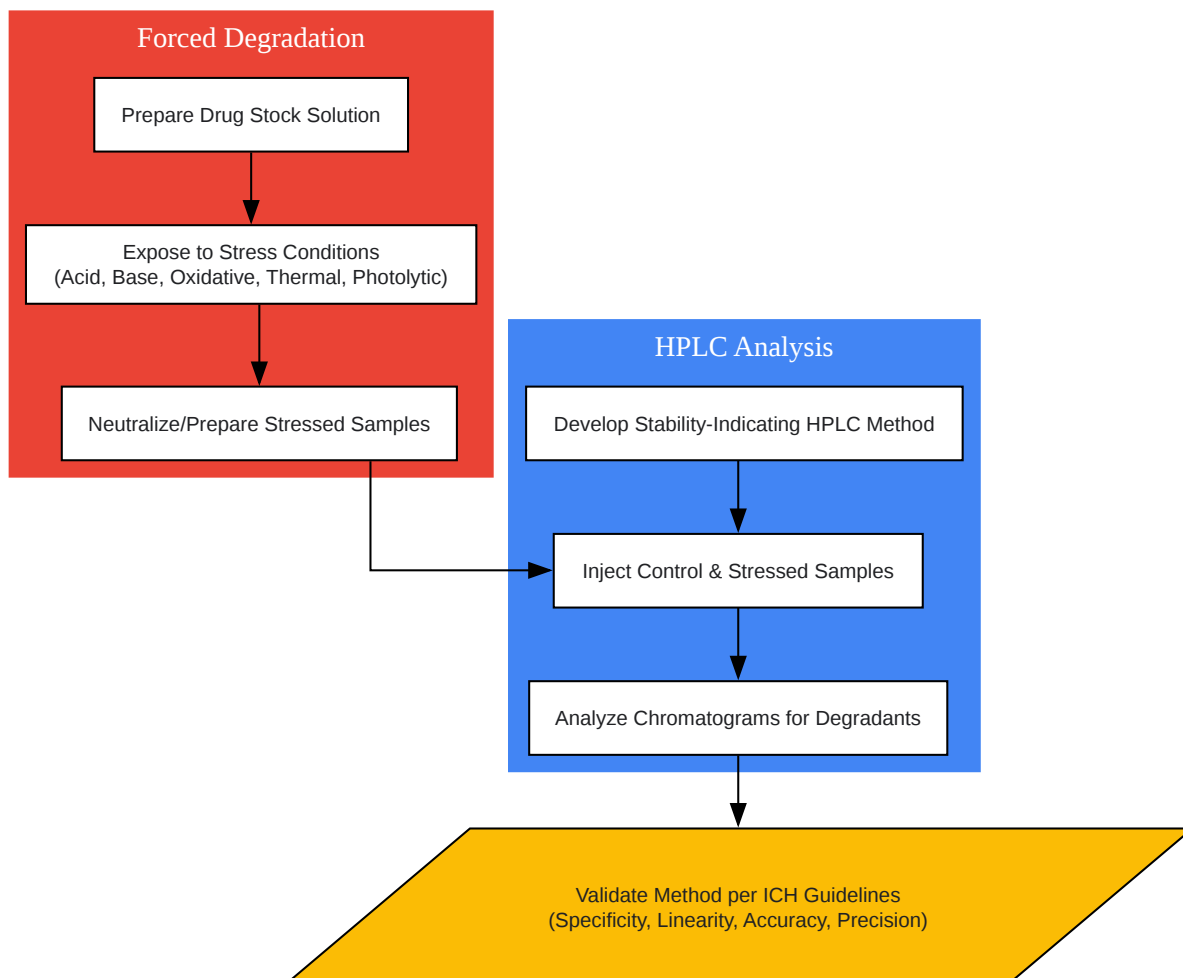 Forced Degradation
Prepare Drug Stock Solution
Expose to Stress Conditions
(Acid, Base, Oxidative, Thermal, Photolytic)
Neutralize/Prepare Stressed Samples
HPLC Analysis
Develop Stability-Indicating HPLC Method
Inject Control & Stressed Samples
Analyze Chromatograms for Degradants
Validate Method per ICH Guidelines
(Specificity, Linearity, Accuracy, Precision)